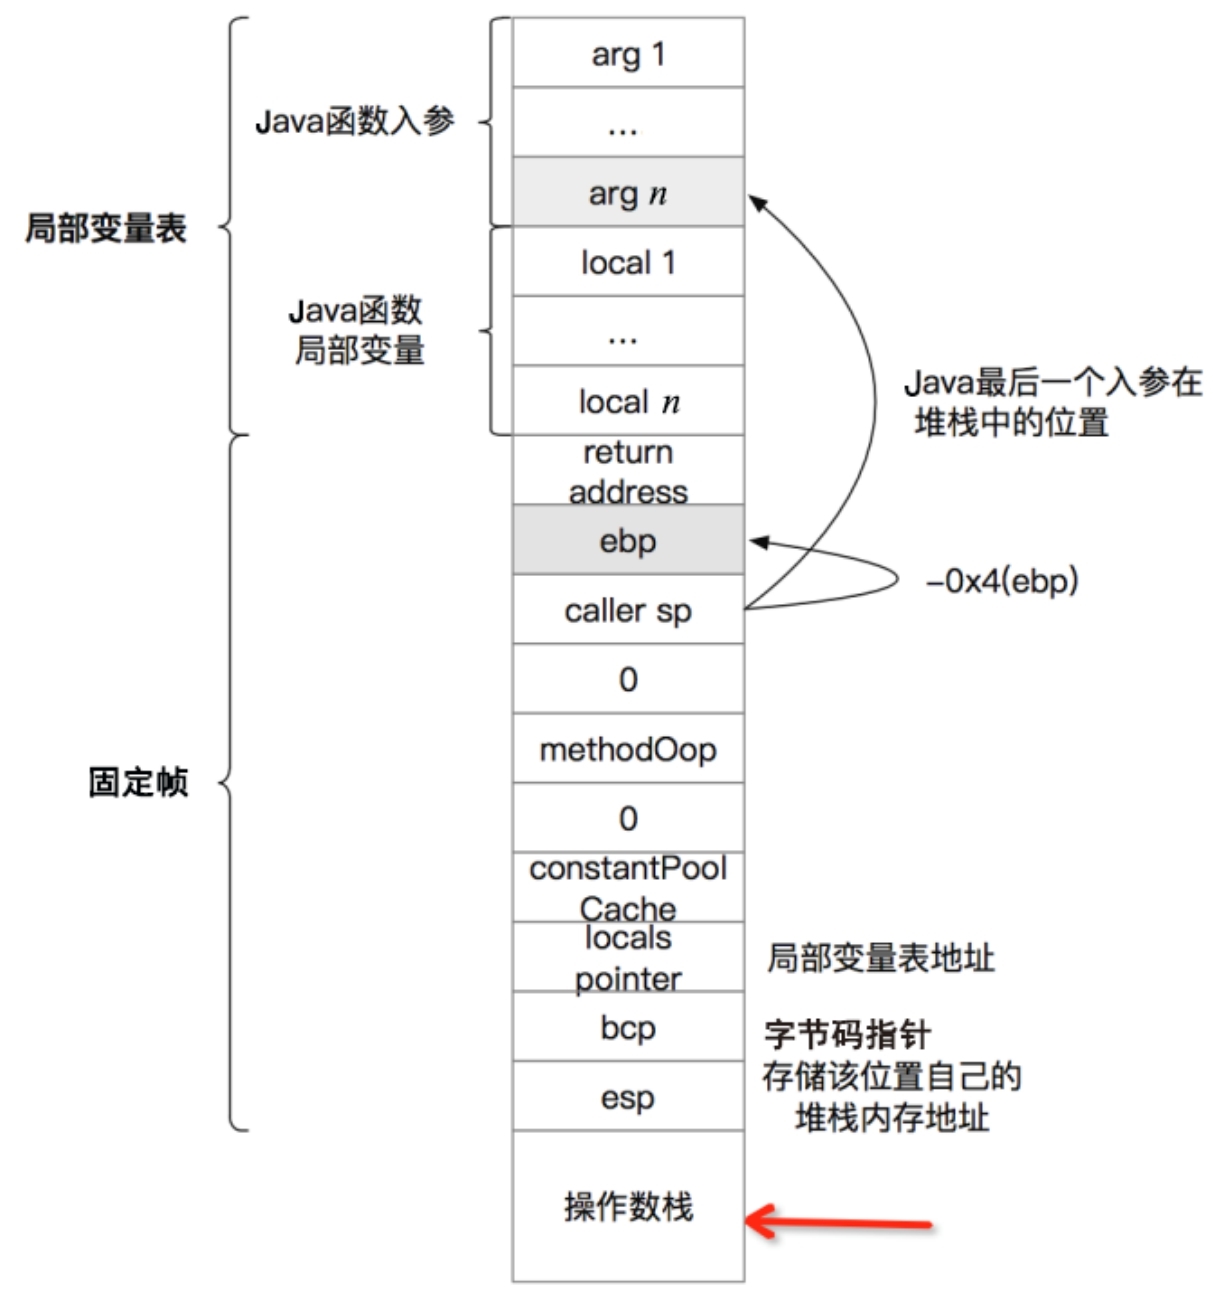 arg 1
Java函数入参
...
arg n
局部变量表
local 1
Java函数
局部变量
...
local n
Java最后一个入参在
堆栈中的位置
return
address
ebp
-0x4(ebp)
caller sp
0
methodOop
固定帧
0
constantPool
Cache
locals
pointer
局部变量表地址
bcp
字节码指针
esp
存储该位置自己的
堆栈内存地址
操作数栈